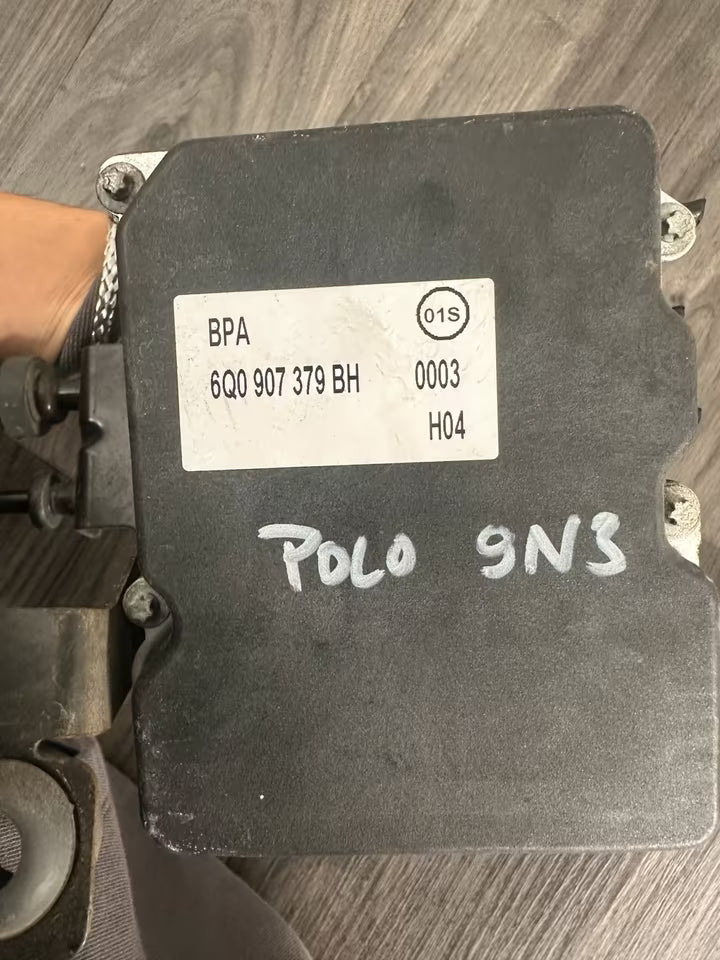 BPA 01S
6Q0 907 379 BH 0003
H04
POLO 9N3